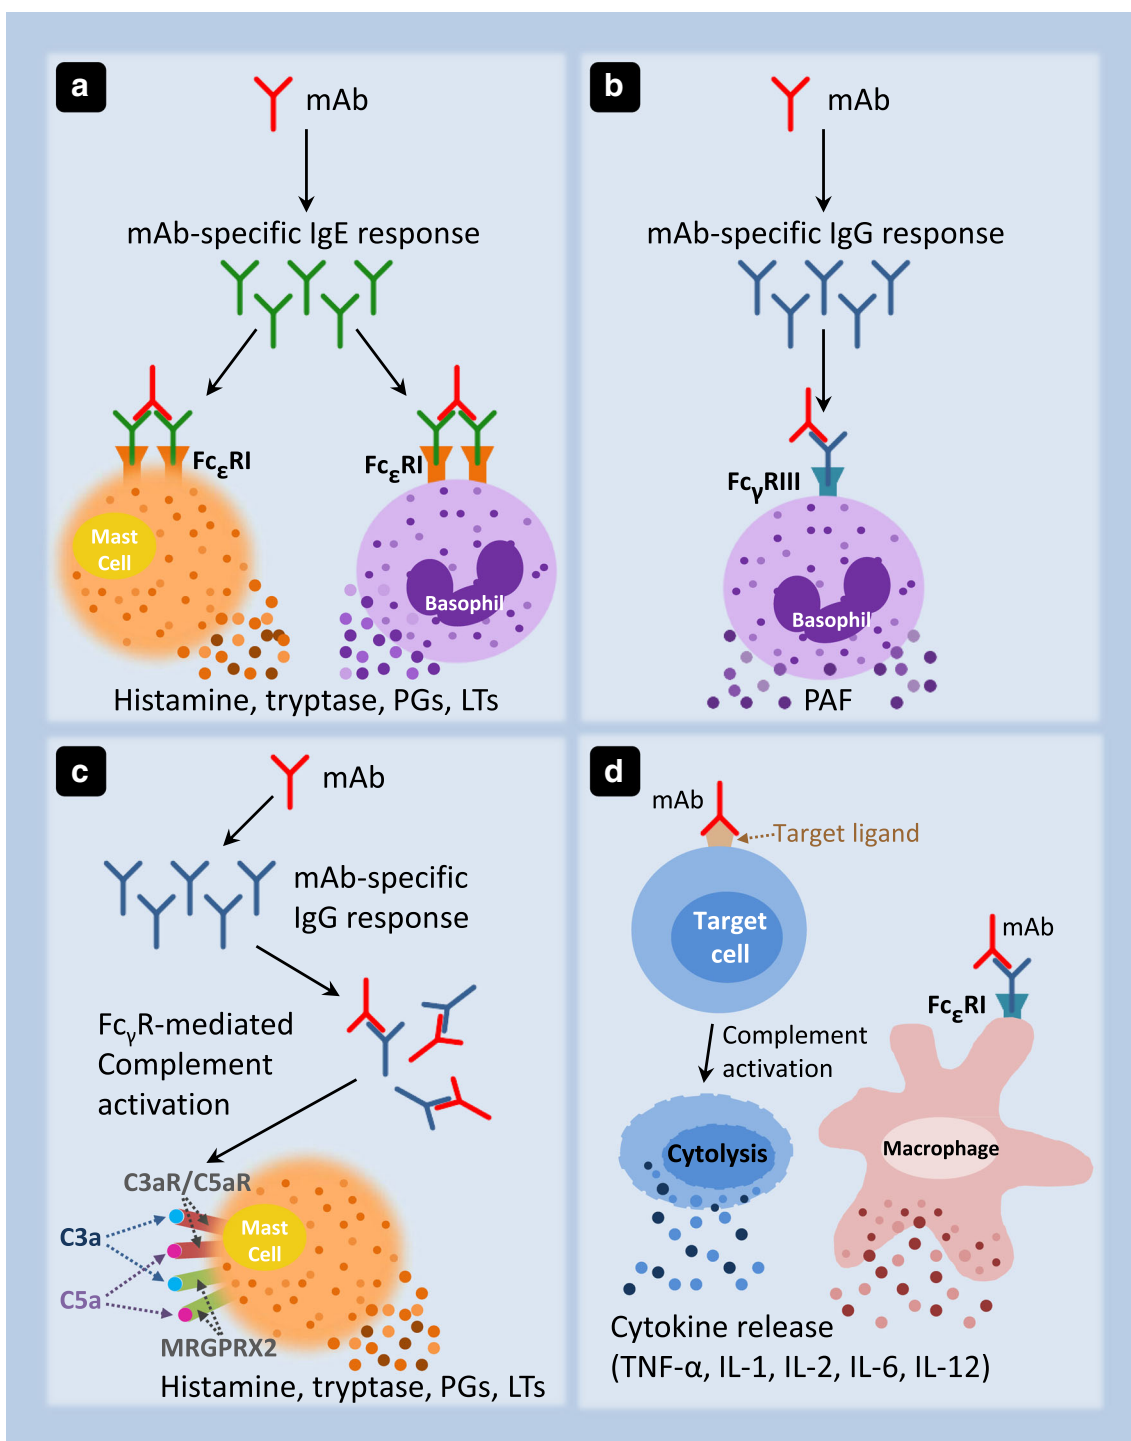 a
mAb
mAb-specific IgE response
FcεRI
FcεRI
Mast
Cell
Basophil
Histamine, tryptase, PGs, LTs
b
mAb
mAb-specific IgG response
FcγRIII
Basophil
PAF
c
mAb
mAb-specific
IgG response
FcγR-mediated
Complement
activation
C3aR/C5aR
C3a
C5a
Mast
Cell
MRGPRX2
Histamine, tryptase, PGs, LTs
d
mAb
Target ligand
Target
cell
mAb
FcεRI
Complement
activation
Cytolysis
Macrophage
Cytokine release
(TNF-α, IL-1, IL-2, IL-6, IL-12)